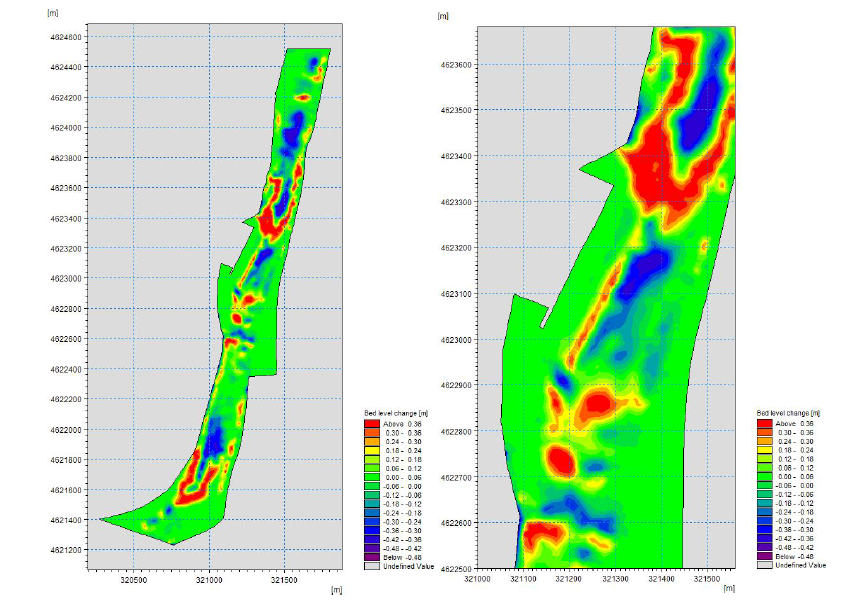 [m]
4624600
4624400
4624200
4624000
4623800
4623600
4623400
4623200
4623000
4622800
4622600
4622400
4622200
4622000
4621800
4621600
4621400
4621200
320500
321000
321500
[m]
Bed level change [m]
Above 0.36
0.30 - 0.36
0.24 - 0.30
0.18 - 0.24
0.12 - 0.18
0.06 - 0.12
0.00 - 0.06
-0.06 - 0.00
-0.12 - -0.06
-0.18 - -0.12
-0.24 - -0.18
-0.30 - -0.24
-0.36 - -0.30
-0.42 - -0.36
-0.48 - -0.42
Below -0.48
Undefined Value
[m]
4623600
4623500
4623400
4623300
4623200
4623100
4623000
4622900
4622800
4622700
4622600
4622500
321000
321100
321200
321300
321400
321500
[m]
Bed level change [m]
Above 0.36
0.30 - 0.36
0.24 - 0.30
0.18 - 0.24
0.12 - 0.18
0.06 - 0.12
0.00 - 0.06
-0.06 - 0.00
-0.12 - -0.06
-0.18 - -0.12
-0.24 - -0.18
-0.30 - -0.24
-0.36 - -0.30
-0.42 - -0.36
-0.48 - -0.42
Below -0.48
Undefined Value